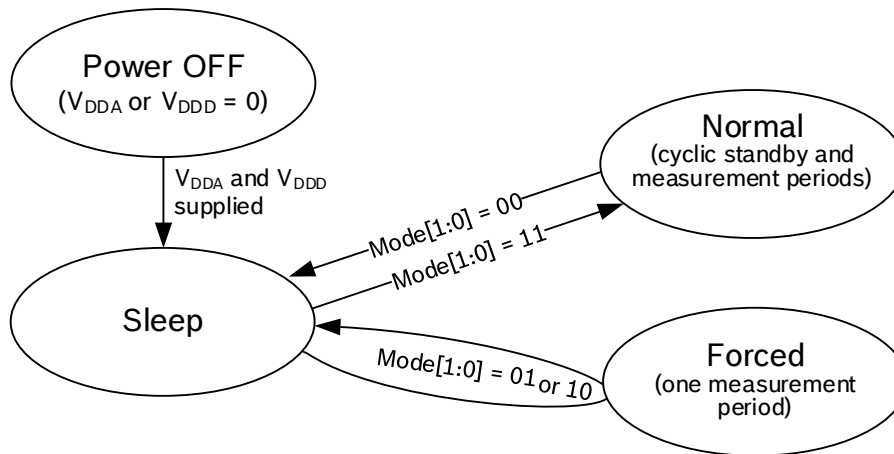 Power OFF
(VDDA or VDDD = 0)
VDDA and VDDD
supplied
Normal
(cyclic standby and
measurement periods)
Mode[1:0] = 00
Mode[1:0] = 11
Sleep
Mode[1:0] = 01 or 10
Forced
(one measurement
period)